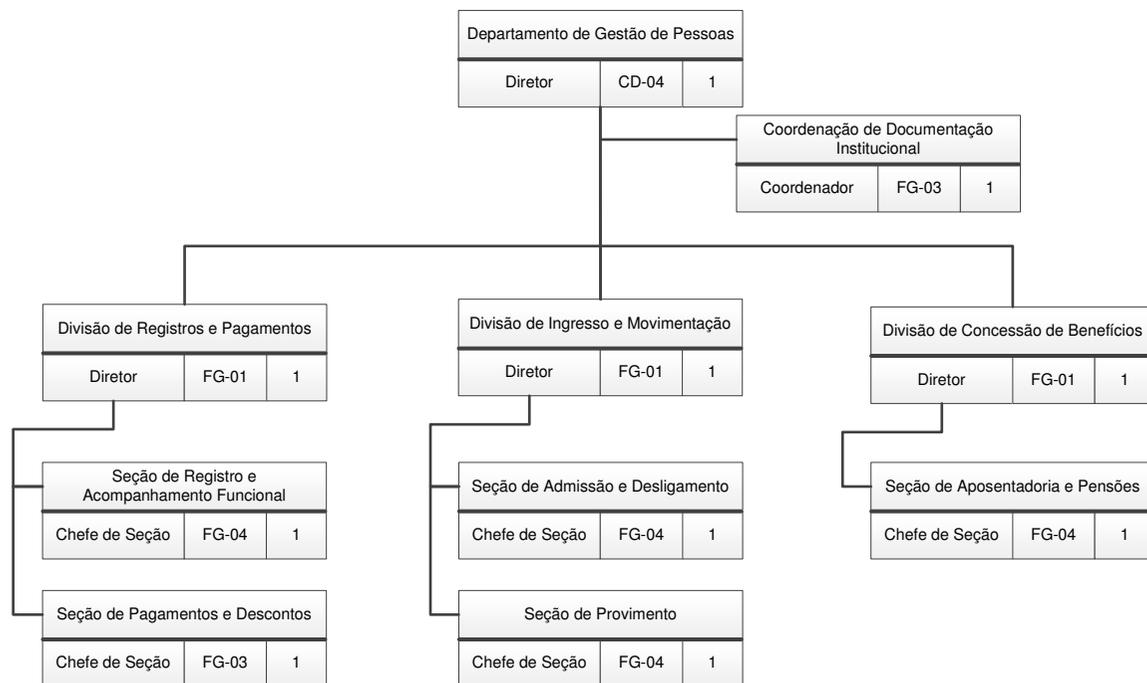 Departamento de Gestão de Pessoas
Diretor CD-04 1
Coordenação de Documentação
Institucional
Coordenador FG-03 1
Divisão de Registros e Pagamentos
Diretor FG-01 1
Divisão de Ingresso e Movimentação
Diretor FG-01 1
Divisão de Concessão de Benefícios
Diretor FG-01 1
Seção de Registro e
Acompanhamento Funcional
Chefe de Seção FG-04 1
Seção de Admissão e Desligamento
Chefe de Seção FG-04 1
Seção de Aposentadoria e Pensões
Chefe de Seção FG-04 1
Seção de Pagamentos e Descontos
Chefe de Seção FG-03 1
Seção de Provimento
Chefe de Seção FG-04 1